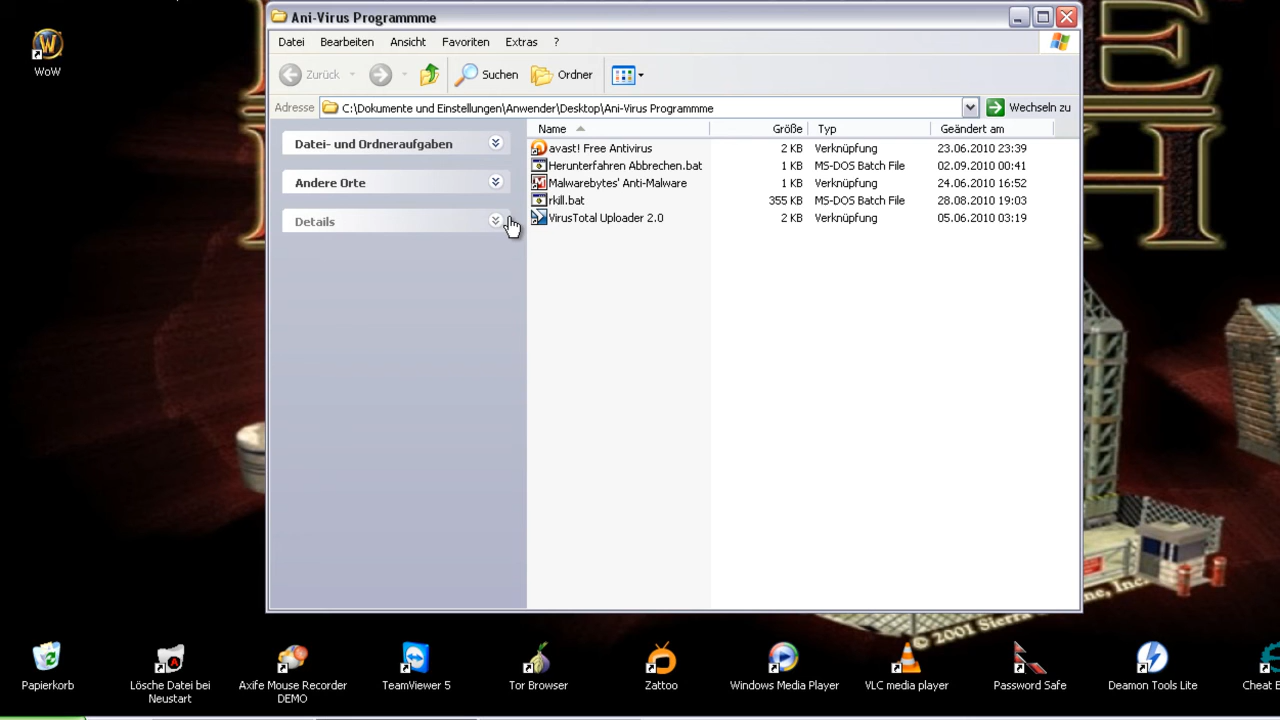 Ani-Virus Programmme
Datei Bearbeiten Ansicht Favoriten Extras ?
Zurück Suchen Ordner
Adresse C:\Dokumente und Einstellungen\Anwender\Desktop\Ani-Virus Programmme Wechseln zu
Datei- und Ordneraufgaben
Andere Orte
Details
Name Größe Typ Geändert am
avast! Free Antivirus 2 KB Verknüpfung 23.06.2010 23:39
Herunterfahren Abbrechen.bat 1 KB MS-DOS Batch File 02.09.2010 00:41
Malwarebytes' Anti-Malware 1 KB Verknüpfung 24.06.2010 16:52
rkill.bat 355 KB MS-DOS Batch File 28.08.2010 19:03
VirusTotal Uploader 2.0 2 KB Verknüpfung 05.06.2010 03:19
WoW
E
H
© 2001 Sierra
ne, Inc.
Papierkorb
Lösche Datei bei
Neustart
Axife Mouse Recorder
DEMO
TeamViewer 5
Tor Browser
Zattoo
Windows Media Player
VLC media player
Password Safe
Deamon Tools Lite
Cheat E